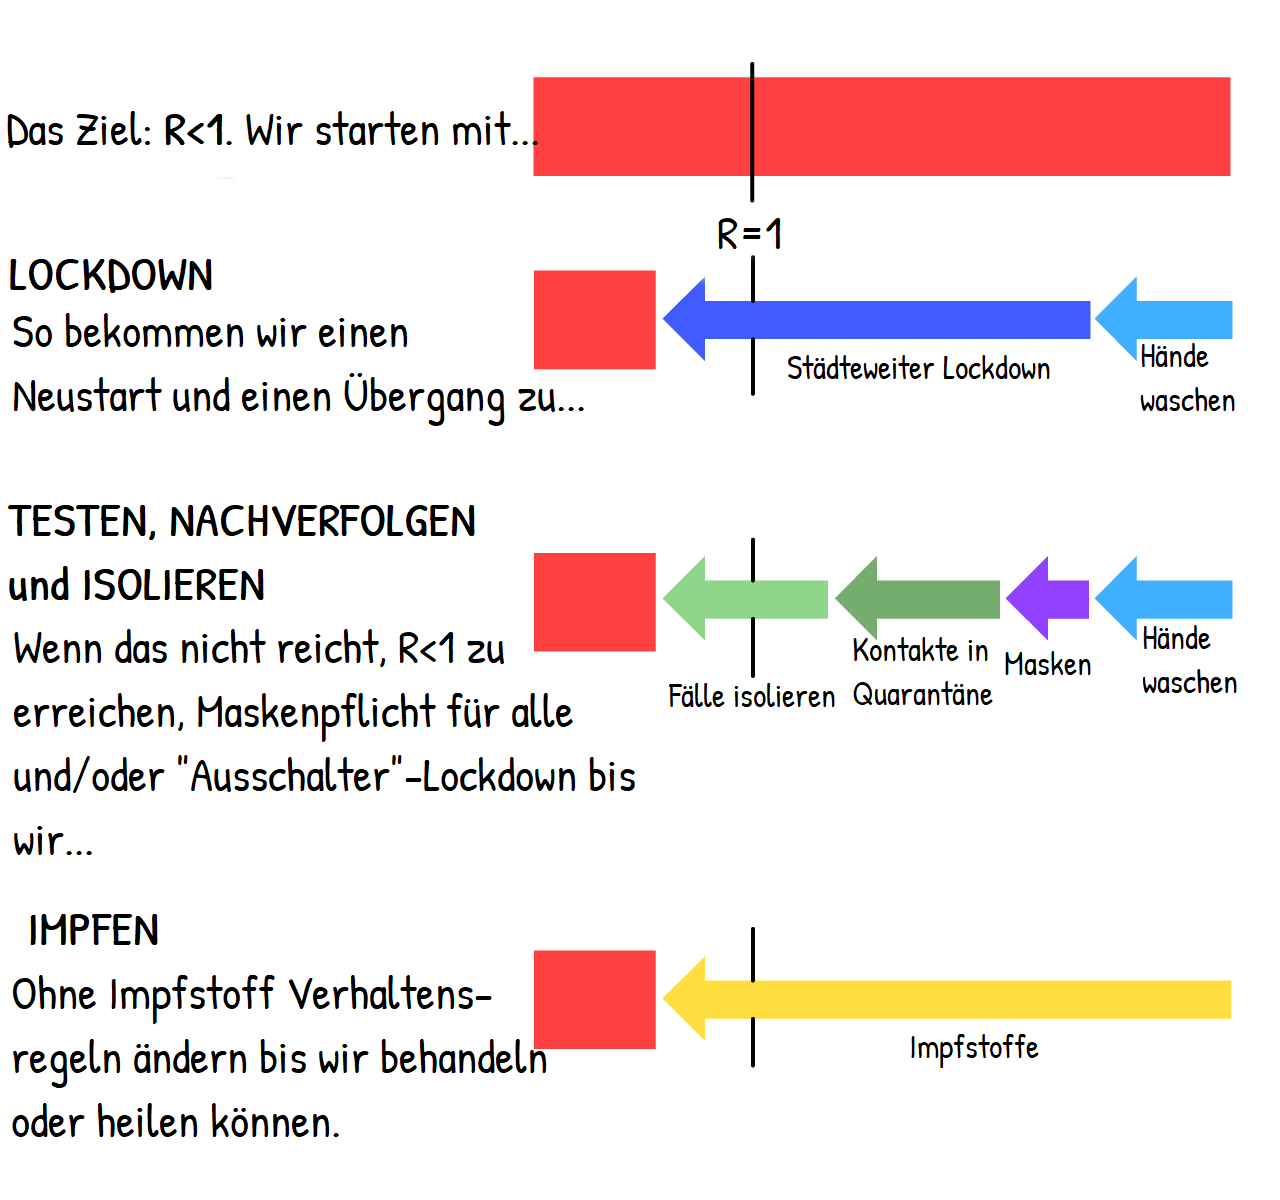 Das Ziel: R<1. Wir starten mit...
R=1
LOCKDOWN
So bekommen wir einen
Neustart und einen Übergang zu...
Städteweiter Lockdown
Hände
waschen
TESTEN, NACHVERFOLGEN
und ISOLIEREN
Wenn das nicht reicht, R<1 zu
erreichen, Maskenpflicht für alle
und/oder "Ausschalter"-Lockdown bis
wir...
Fälle isolieren
Kontakte in
Quarantäne
Masken
Hände
waschen
IMPFEN
Ohne Impfstoff Verhaltens-
regeln ändern bis wir behandeln
oder heilen können.
Impfstoffe